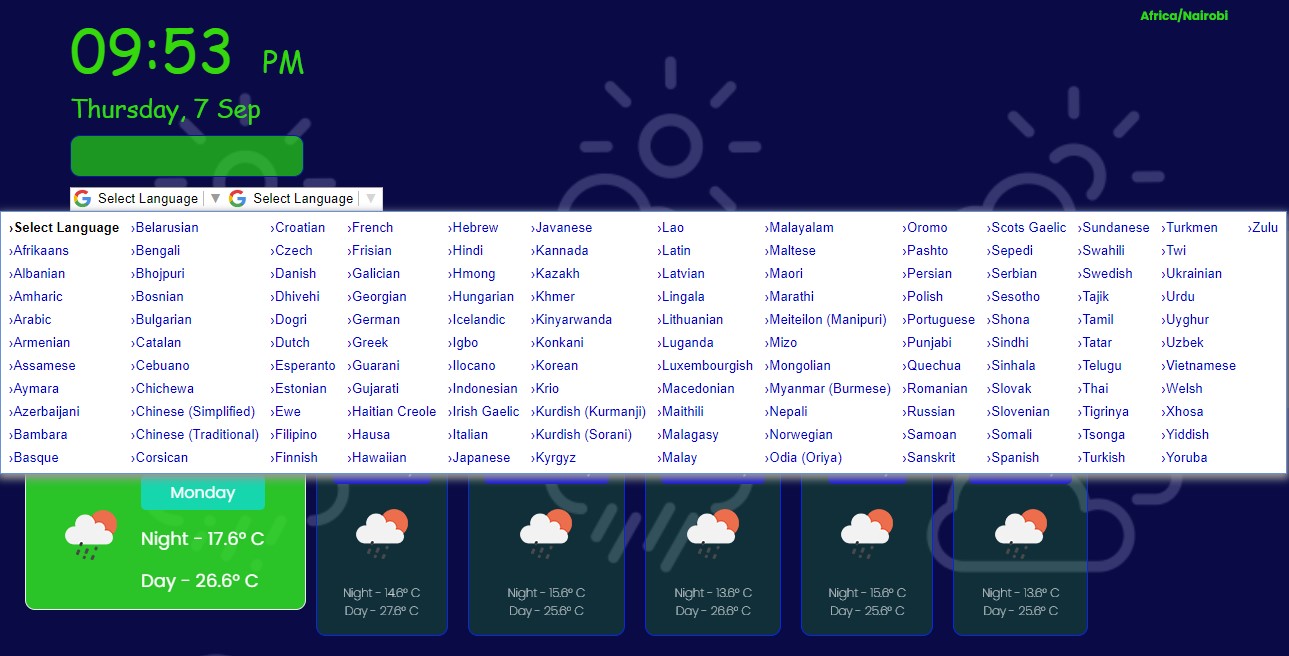 Africa/Nairobi
09:53 PM
Thursday, 7 Sep
Select Language ▼ Select Language ▼
›Select Language ›Belarusian ›Croatian ›French ›Hebrew ›Javanese ›Lao ›Malayalam ›Oromo ›Scots Gaelic ›Sundanese ›Turkmen ›Zulu
›Afrikaans ›Bengali ›Czech ›Frisian ›Hindi ›Kannada ›Latin ›Maltese ›Pashto ›Sepedi ›Swahili ›Twi
›Albanian ›Bhojpuri ›Danish ›Galician ›Hmong ›Kazakh ›Latvian ›Maori ›Persian ›Serbian ›Swedish ›Ukrainian
›Amharic ›Bosnian ›Dhivehi ›Georgian ›Hungarian ›Khmer ›Lingala ›Marathi ›Polish ›Sesotho ›Tajik ›Urdu
›Arabic ›Bulgarian ›Dogri ›German ›Icelandic ›Kinyarwanda ›Lithuanian ›Meiteilon (Manipuri) ›Portuguese ›Shona ›Tamil ›Uyghur
›Armenian ›Catalan ›Dutch ›Greek ›Igbo ›Konkani ›Luganda ›Mizo ›Punjabi ›Sindhi ›Tatar ›Uzbek
›Assamese ›Cebuano ›Esperanto ›Guarani ›Ilocano ›Korean ›Luxembourgish ›Mongolian ›Quechua ›Sinhala ›Telugu ›Vietnamese
›Aymara ›Chichewa ›Estonian ›Gujarati ›Indonesian ›Krio ›Macedonian ›Myanmar (Burmese) ›Romanian ›Slovak ›Thai ›Welsh
›Azerbaijani ›Chinese (Simplified) ›Ewe ›Haitian Creole ›Irish Gaelic ›Kurdish (Kurmanji) ›Maithili ›Nepali ›Russian ›Slovenian ›Tigrinya ›Xhosa
›Bambara ›Chinese (Traditional) ›Filipino ›Hausa ›Italian ›Kurdish (Sorani) ›Malagasy ›Norwegian ›Samoan ›Somali ›Tsonga ›Yiddish
›Basque ›Corsican ›Finnish ›Hawaiian ›Japanese ›Kyrgyz ›Malay ›Odia (Oriya) ›Sanskrit ›Spanish ›Turkish ›Yoruba
Monday
Night - 17.6° C
Day - 26.6° C
Night - 14.6° C
Day - 27.6° C
Night - 15.6° C
Day - 25.6° C
Night - 13.6° C
Day - 26.6° C
Night - 15.6° C
Day - 25.6° C
Night - 13.6° C
Day - 25.6° C